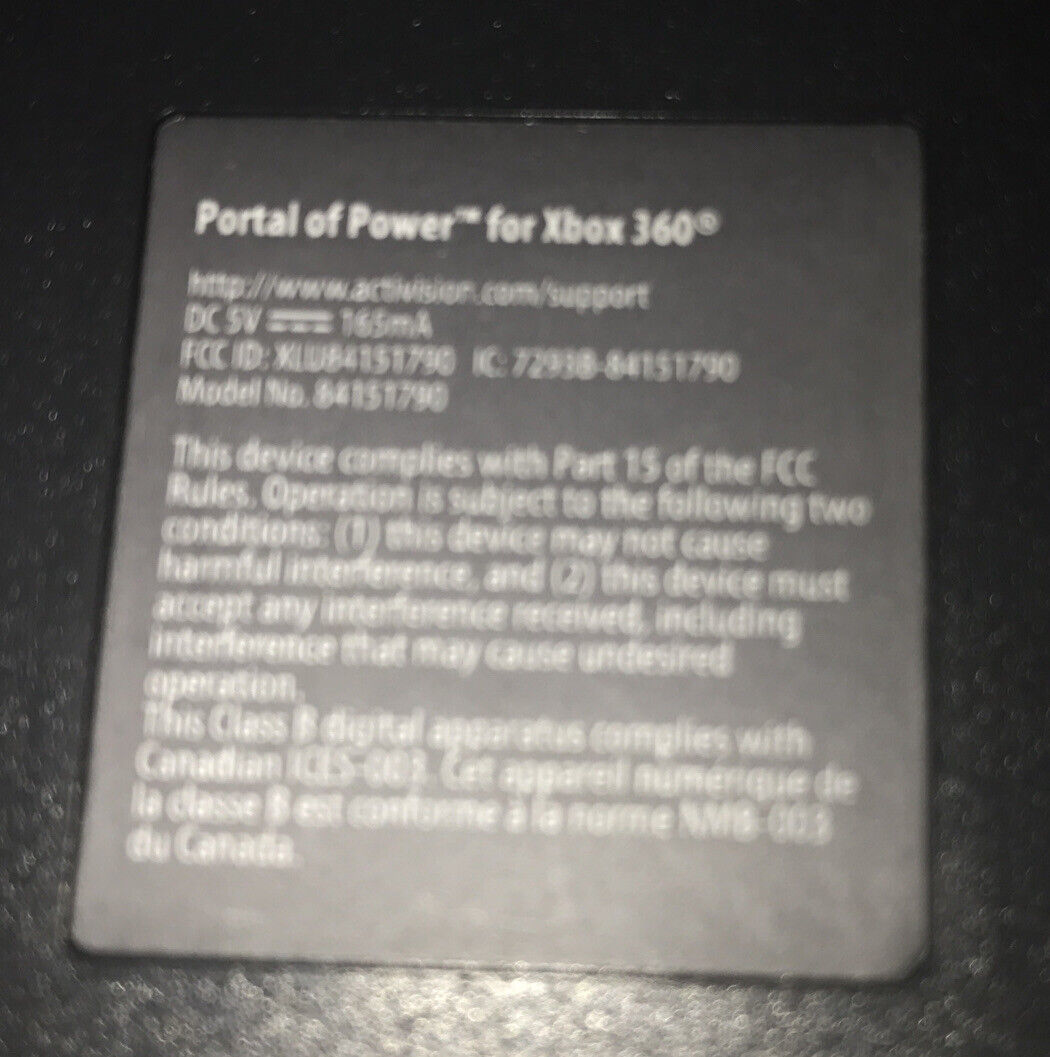 Portal of Power™ for Xbox 360®
http://www.activision.com/support
DC 5V ⎓ 165mA
FCC ID: XLU84151790 IC: 7293B-84151790
Model No. 84151790
This device complies with Part 15 of the FCC
Rules. Operation is subject to the following two
conditions: (1) this device may not cause
harmful interference, and (2) this device must
accept any interference received, including
interference that may cause undesired
operation.
This Class B digital apparatus complies with
Canadian ICES-003. Cet appareil numérique de
la classe B est conforme à la norme NMB-003
du Canada.